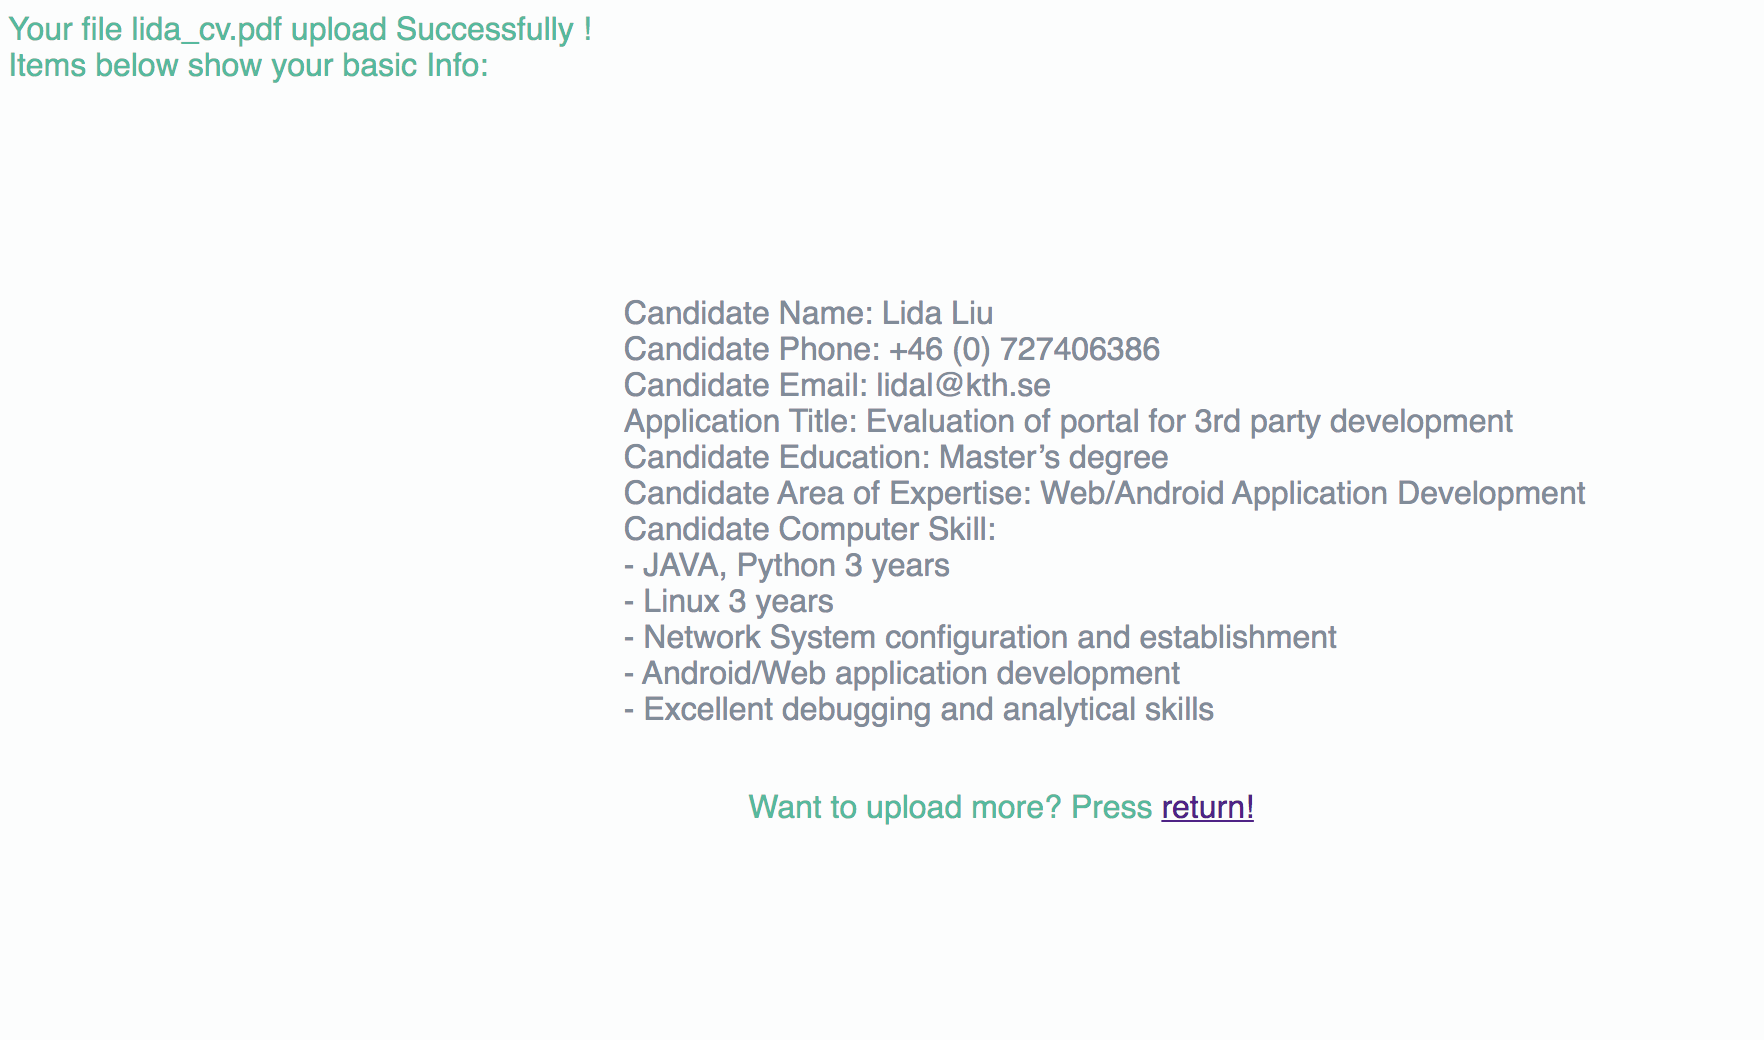 Your file lida_cv.pdf upload Successfully !
Items below show your basic Info:
Candidate Name: Lida Liu
Candidate Phone: +46 (0) 727406386
Candidate Email: lidal@kth.se
Application Title: Evaluation of portal for 3rd party development
Candidate Education: Master’s degree
Candidate Area of Expertise: Web/Android Application Development
Candidate Computer Skill:
- JAVA, Python 3 years
- Linux 3 years
- Network System configuration and establishment
- Android/Web application development
- Excellent debugging and analytical skills
Want to upload more? Press return!